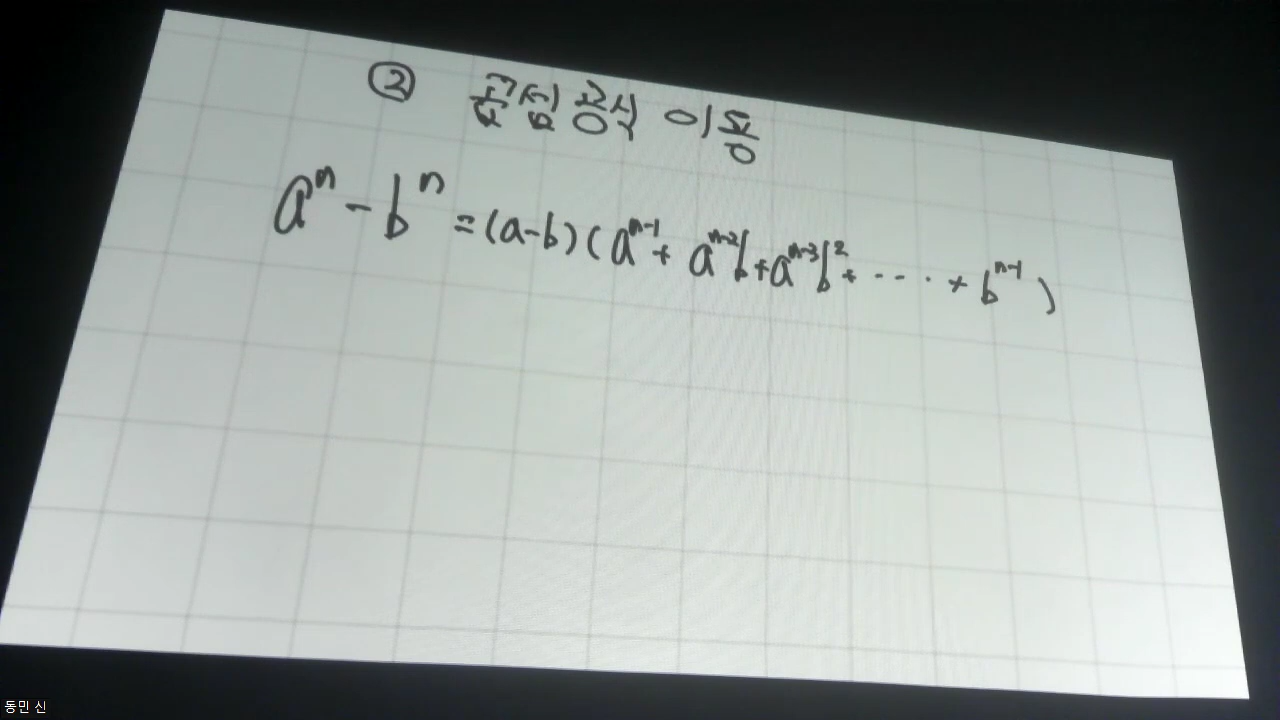 ② 곱셈공식 이용
aⁿ - bⁿ = (a-b)(aⁿ⁻¹ + aⁿ⁻²b + aⁿ⁻³b² + ‧‧‧‧ + bⁿ⁻¹)
동민 신